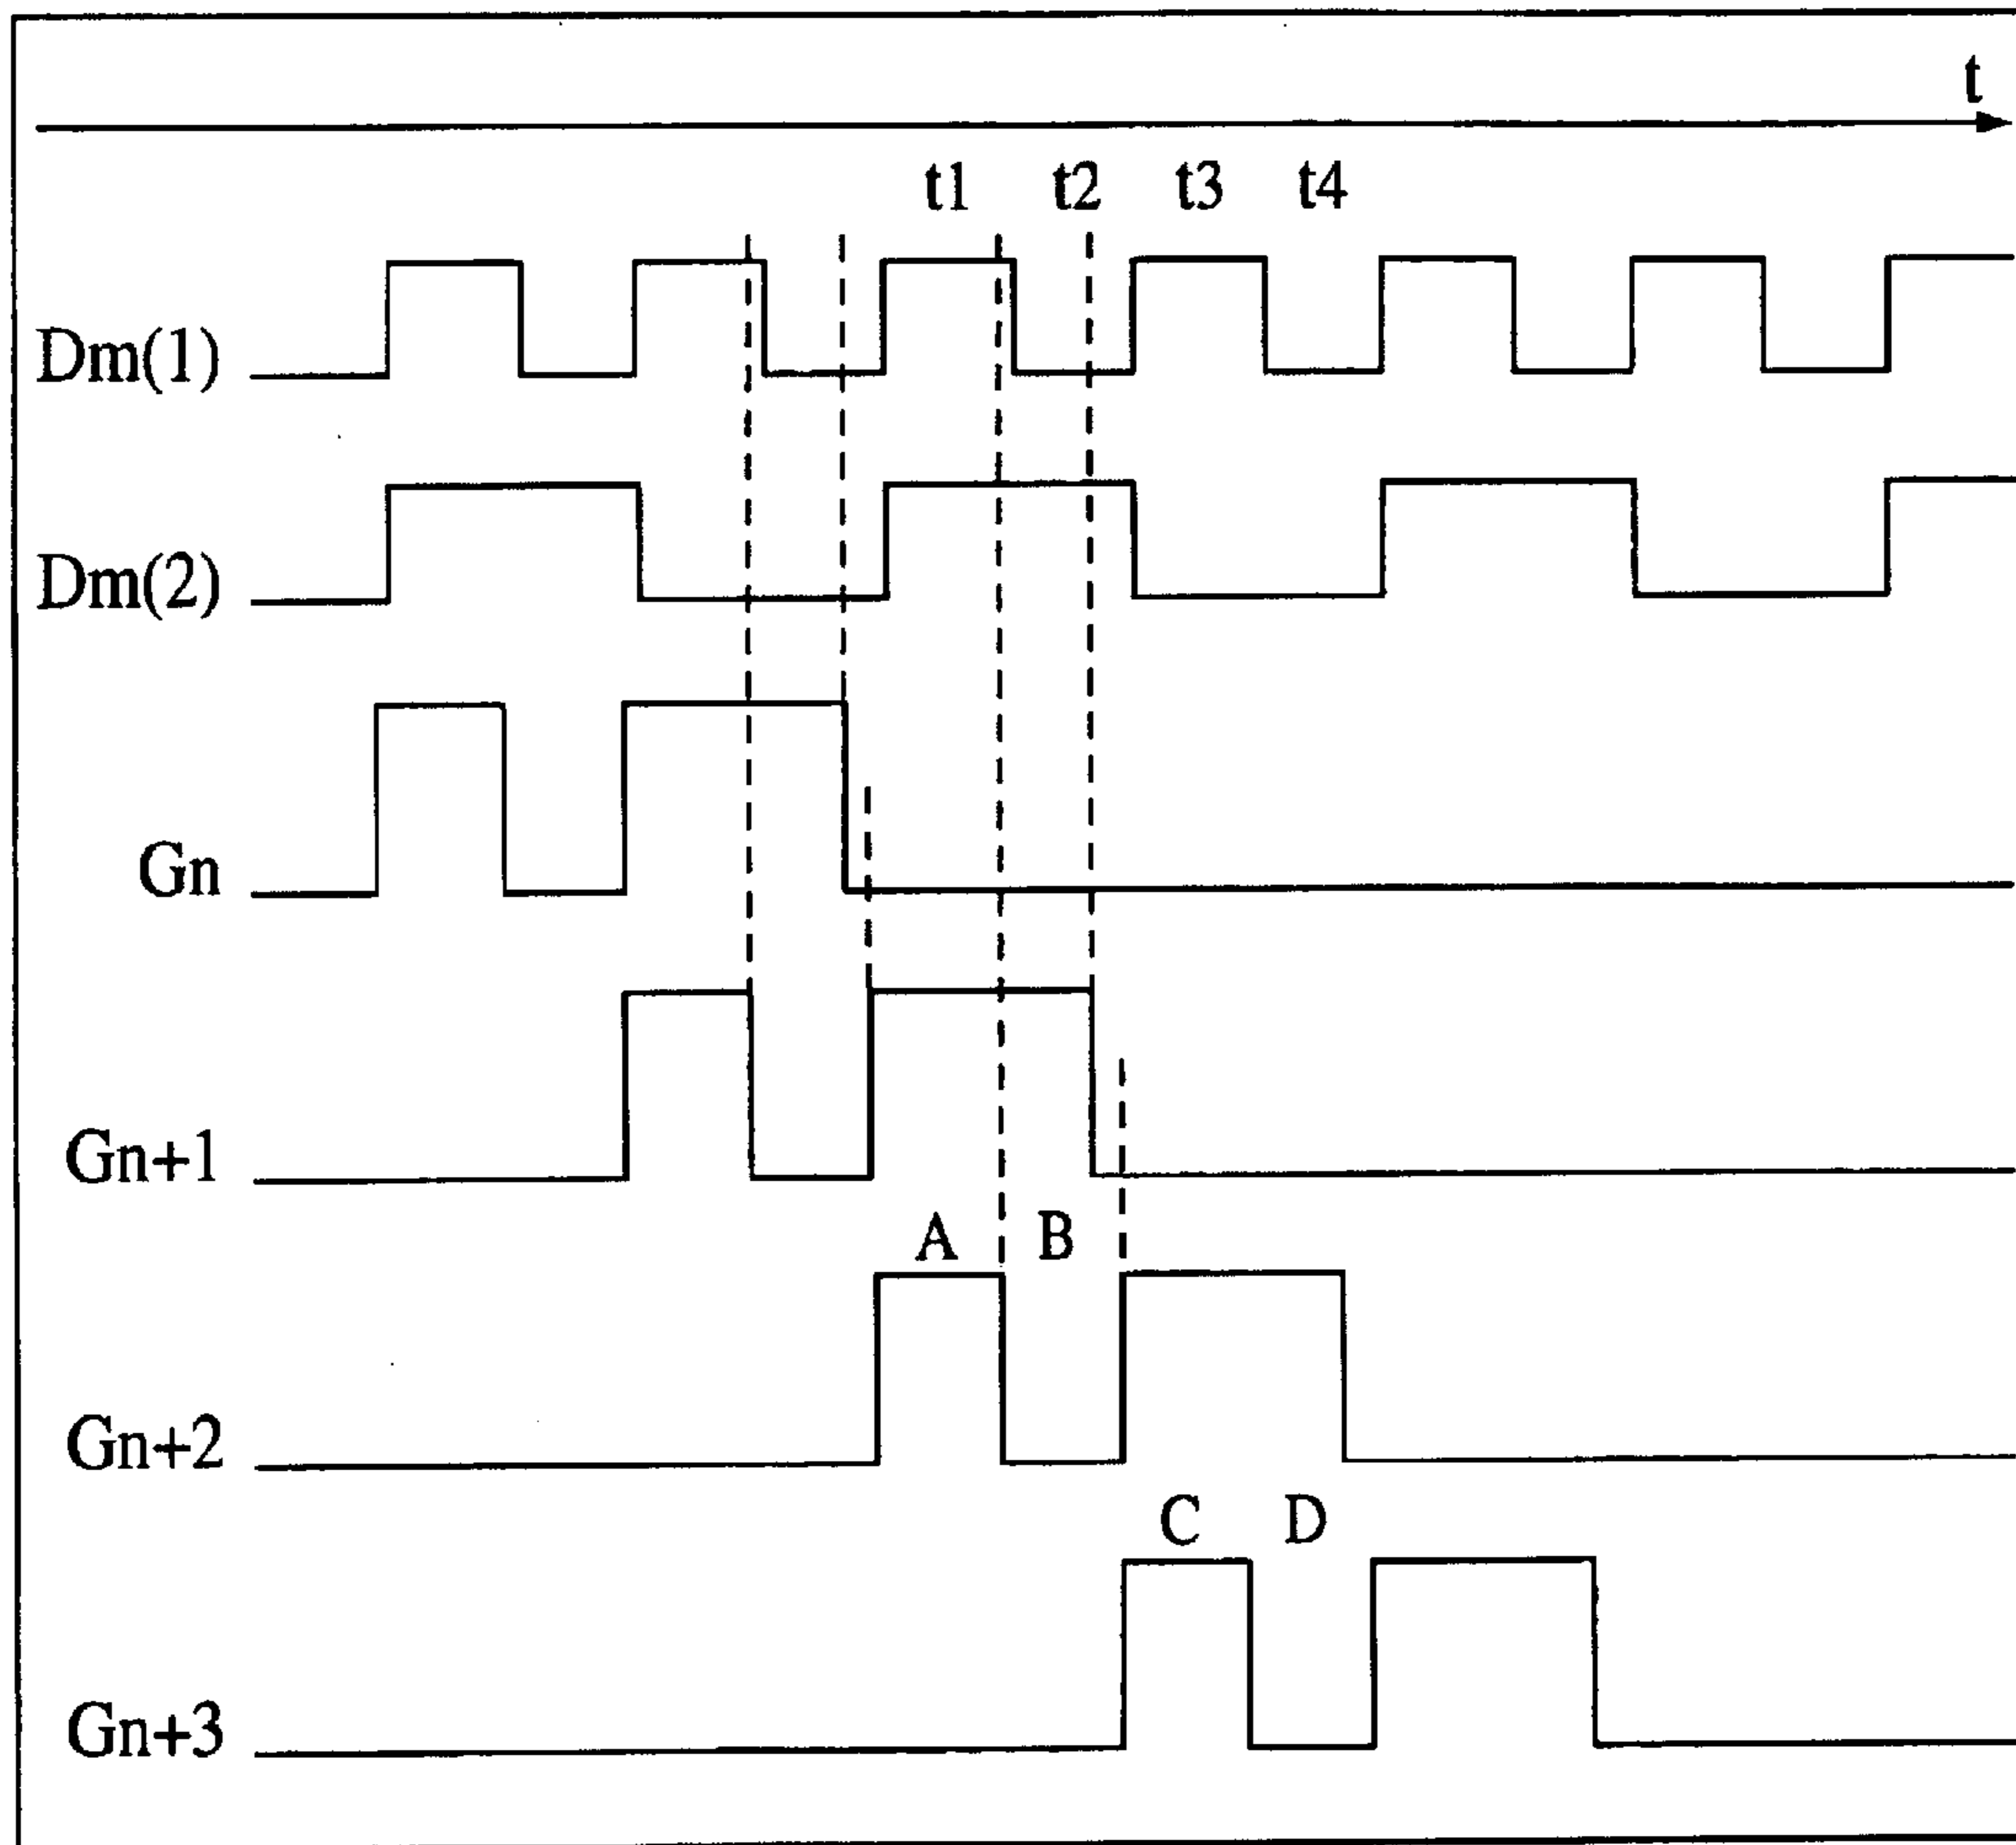 t
t1 t2 t3 t4
Dm(1)
Dm(2)
Gn
Gn+1
A B
Gn+2
C D
Gn+3